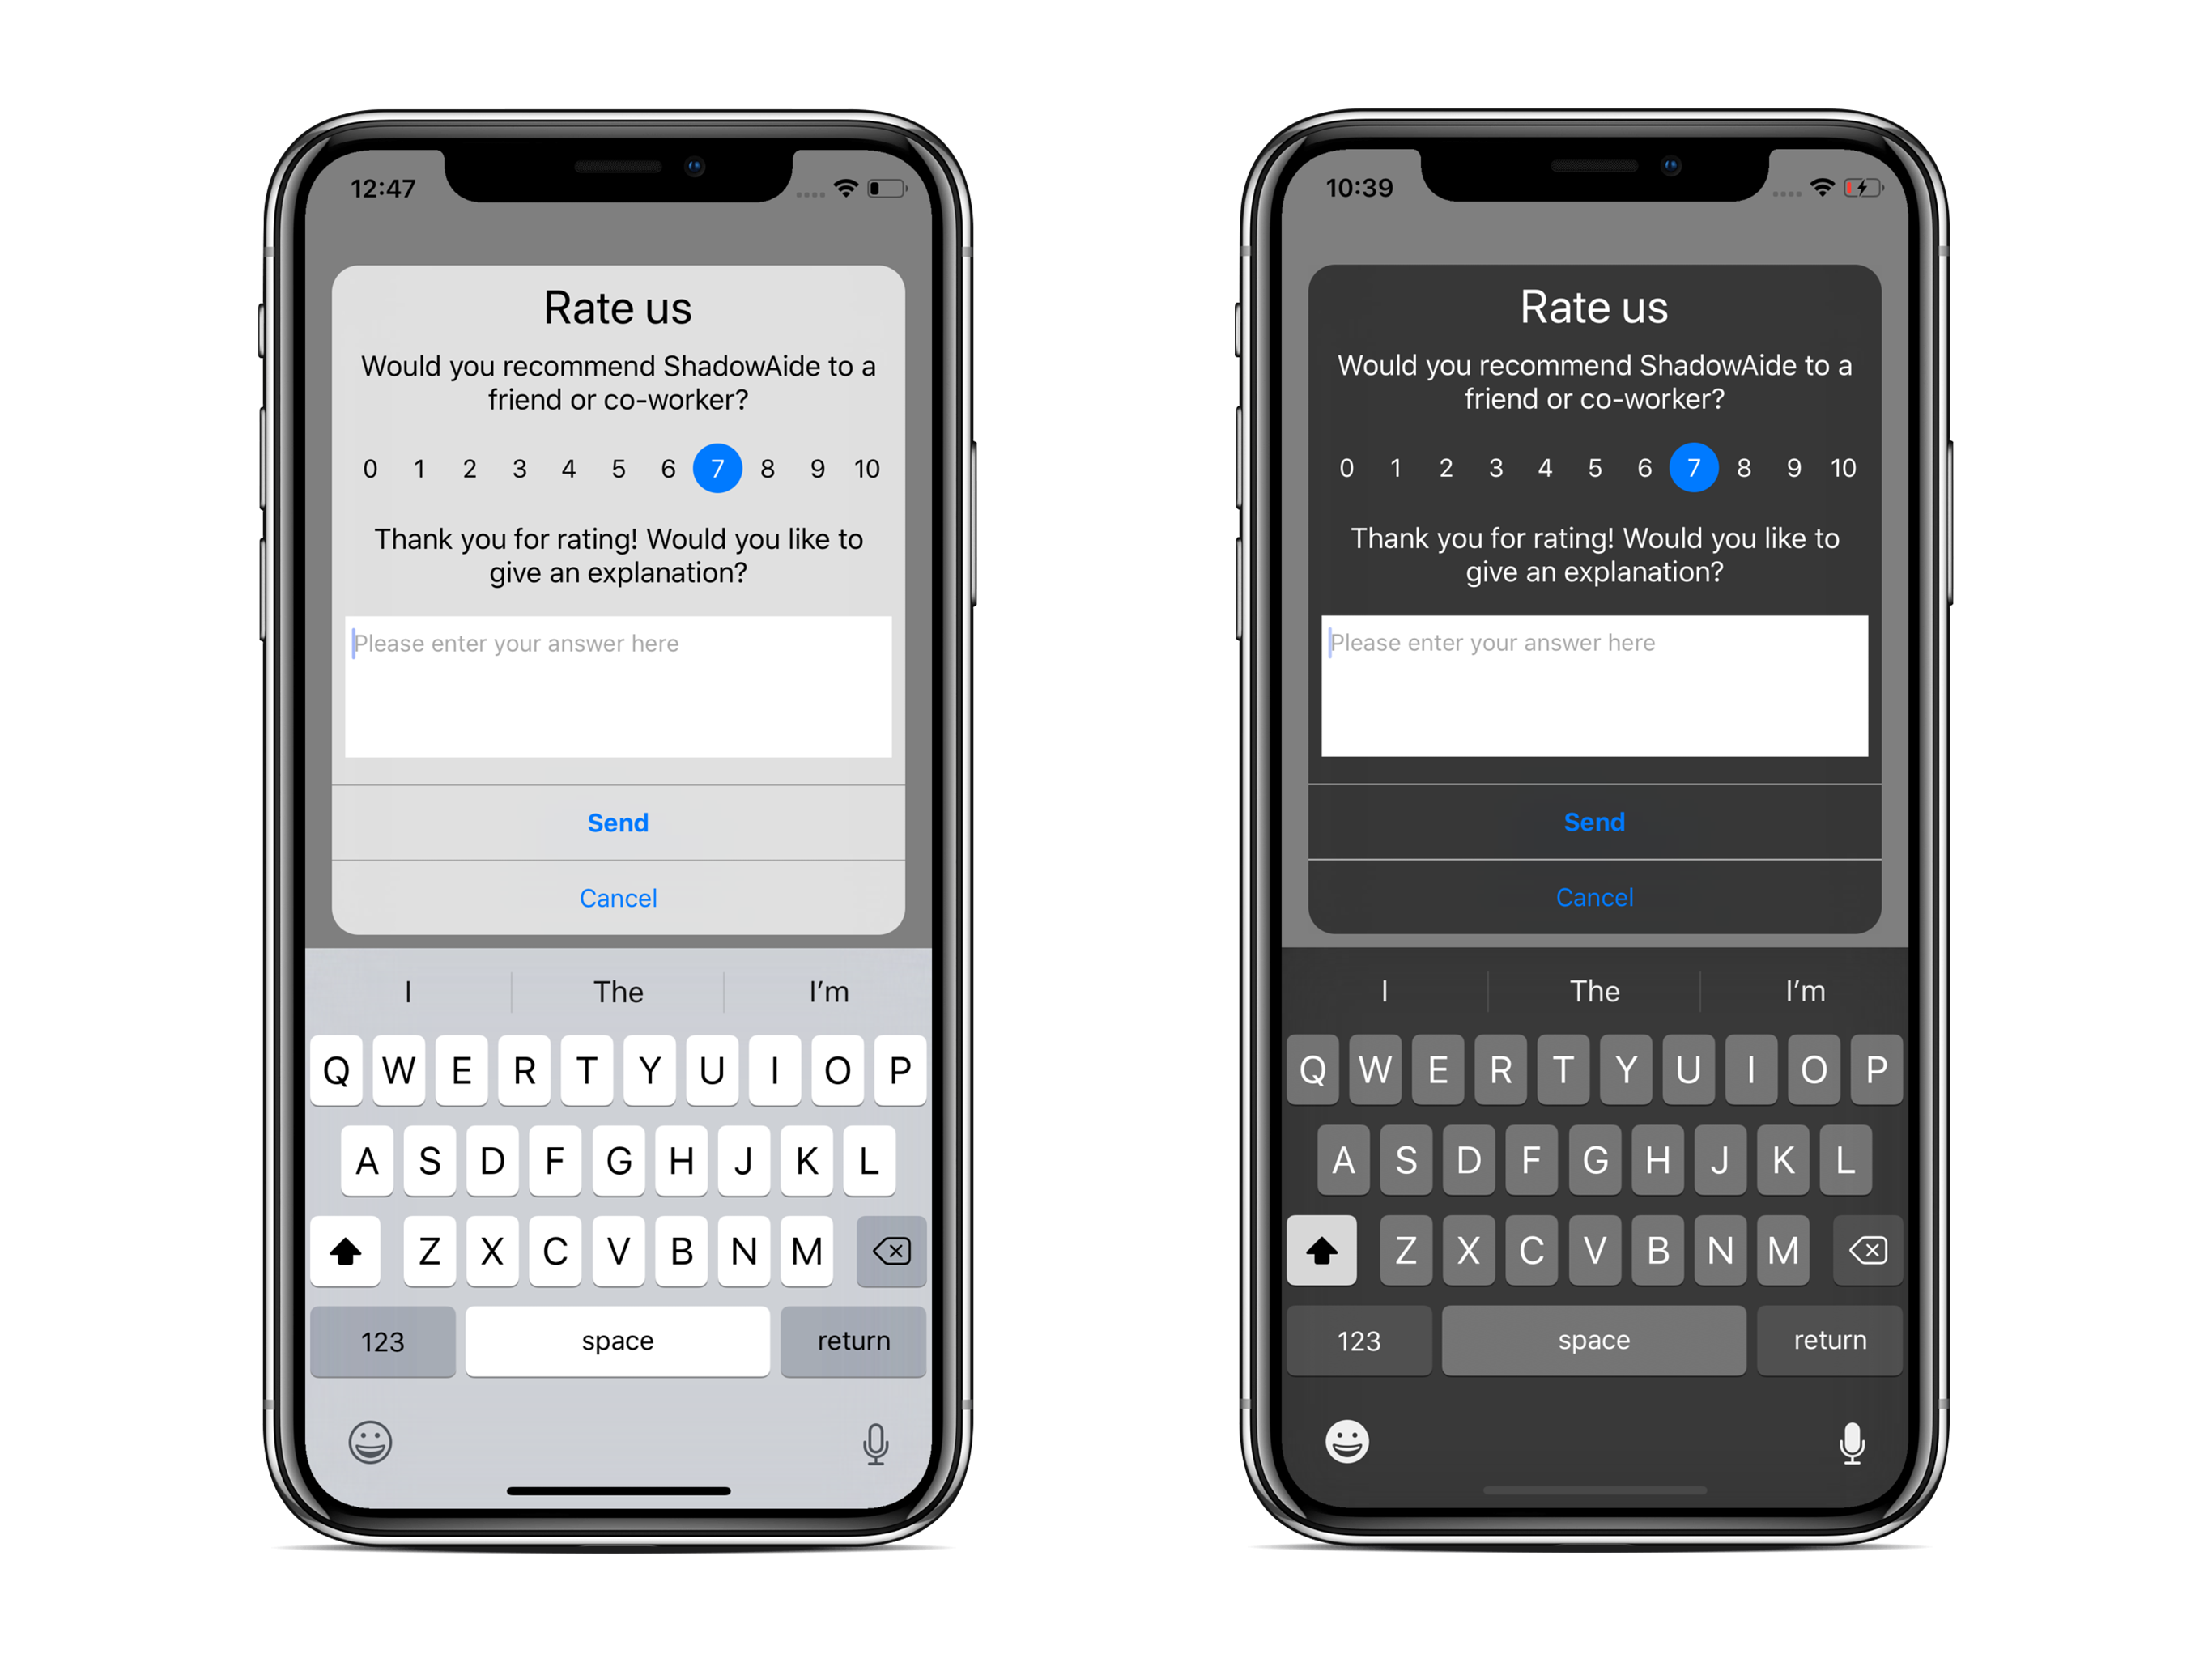 12:47
Rate us
Would you recommend ShadowAide to a
friend or co-worker?
0 1 2 3 4 5 6 7 8 9 10
Thank you for rating! Would you like to
give an explanation?
Please enter your answer here
Send
Cancel
I The I’m
Q W E R T Y U I O P
A S D F G H J K L
Z X C V B N M
123 space return
10:39
Rate us
Would you recommend ShadowAide to a
friend or co-worker?
0 1 2 3 4 5 6 7 8 9 10
Thank you for rating! Would you like to
give an explanation?
Please enter your answer here
Send
Cancel
I The I’m
Q W E R T Y U I O P
A S D F G H J K L
Z X C V B N M
123 space return